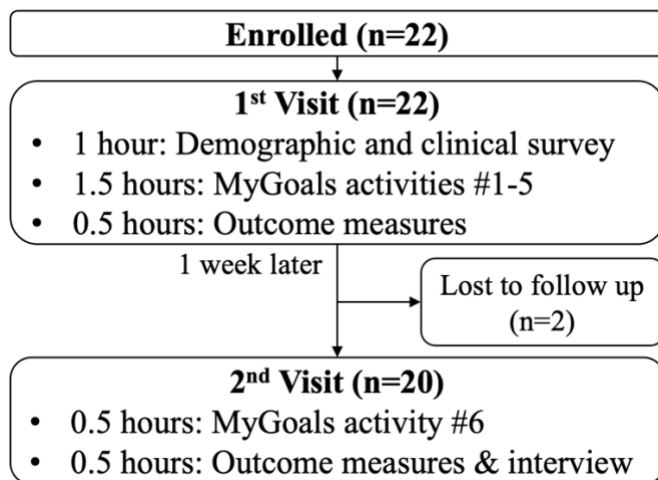 Enrolled (n=22)
1st Visit (n=22)
• 1 hour: Demographic and clinical survey
• 1.5 hours: MyGoals activities #1-5
• 0.5 hours: Outcome measures
1 week later
Lost to follow up
(n=2)
2nd Visit (n=20)
• 0.5 hours: MyGoals activity #6
• 0.5 hours: Outcome measures & interview